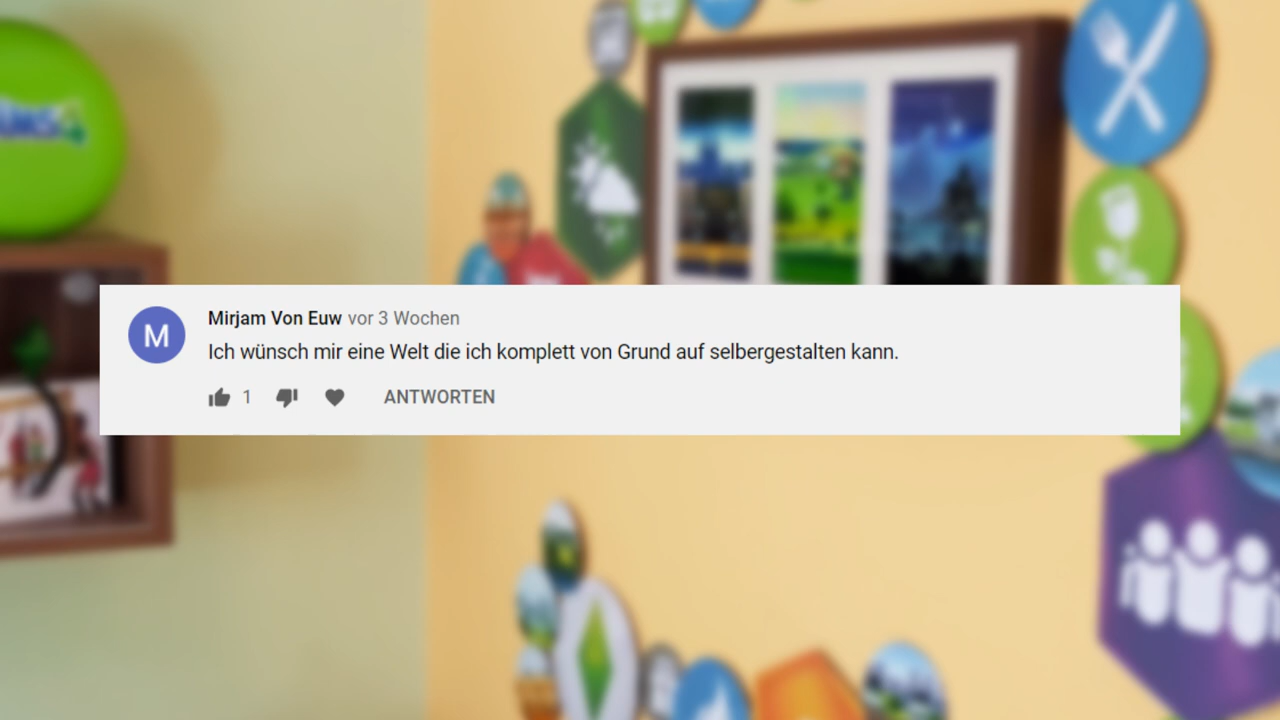 M
Mirjam Von Euw vor 3 Wochen
Ich wünsch mir eine Welt die ich komplett von Grund auf selbergestalten kann.
1
ANTWORTEN